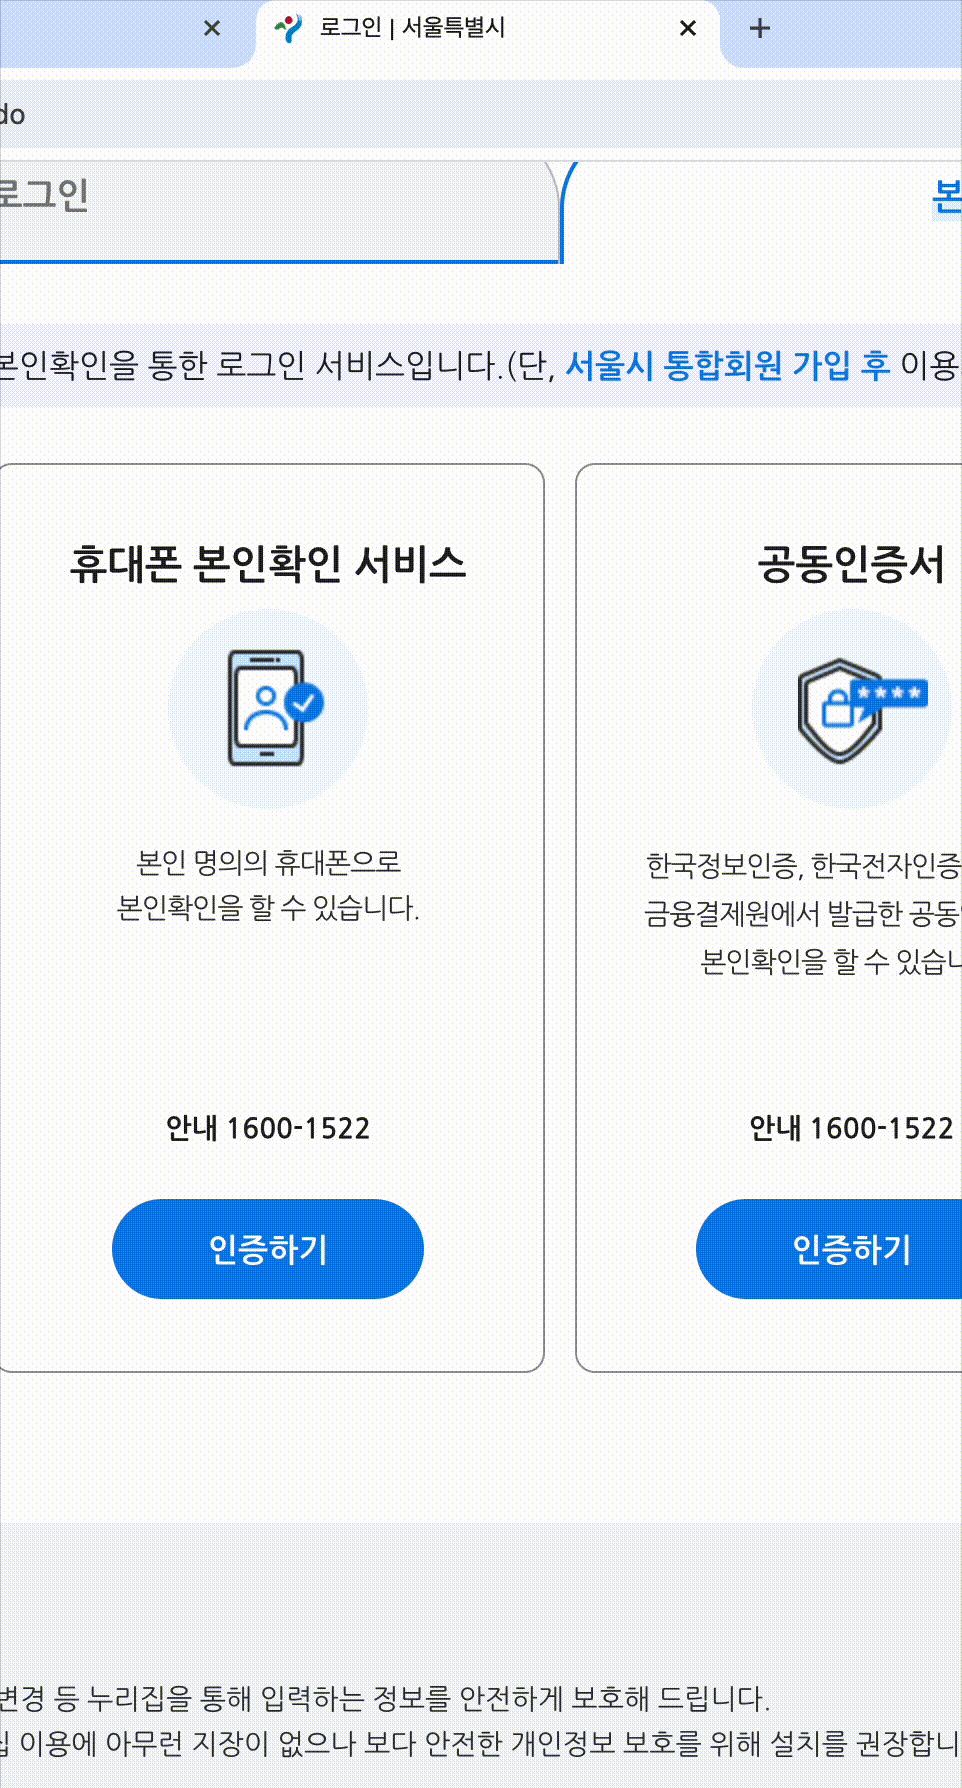 로그인 | 서울특별시
do
로그인
본인확인을 통한 로그인 서비스입니다.(단, 서울시 통합회원 가입 후 이용
휴대폰 본인확인 서비스
본인 명의의 휴대폰으로
본인확인을 할 수 있습니다.
안내 1600-1522
인증하기
공동인증서
한국정보인증, 한국전자인증
금융결제원에서 발급한 공동
본인확인을 할 수 있습니
안내 1600-1522
인증하기
변경 등 누리집을 통해 입력하는 정보를 안전하게 보호해 드립니다.
이용에 아무런 지장이 없으나 보다 안전한 개인정보 보호를 위해 설치를 권장합니